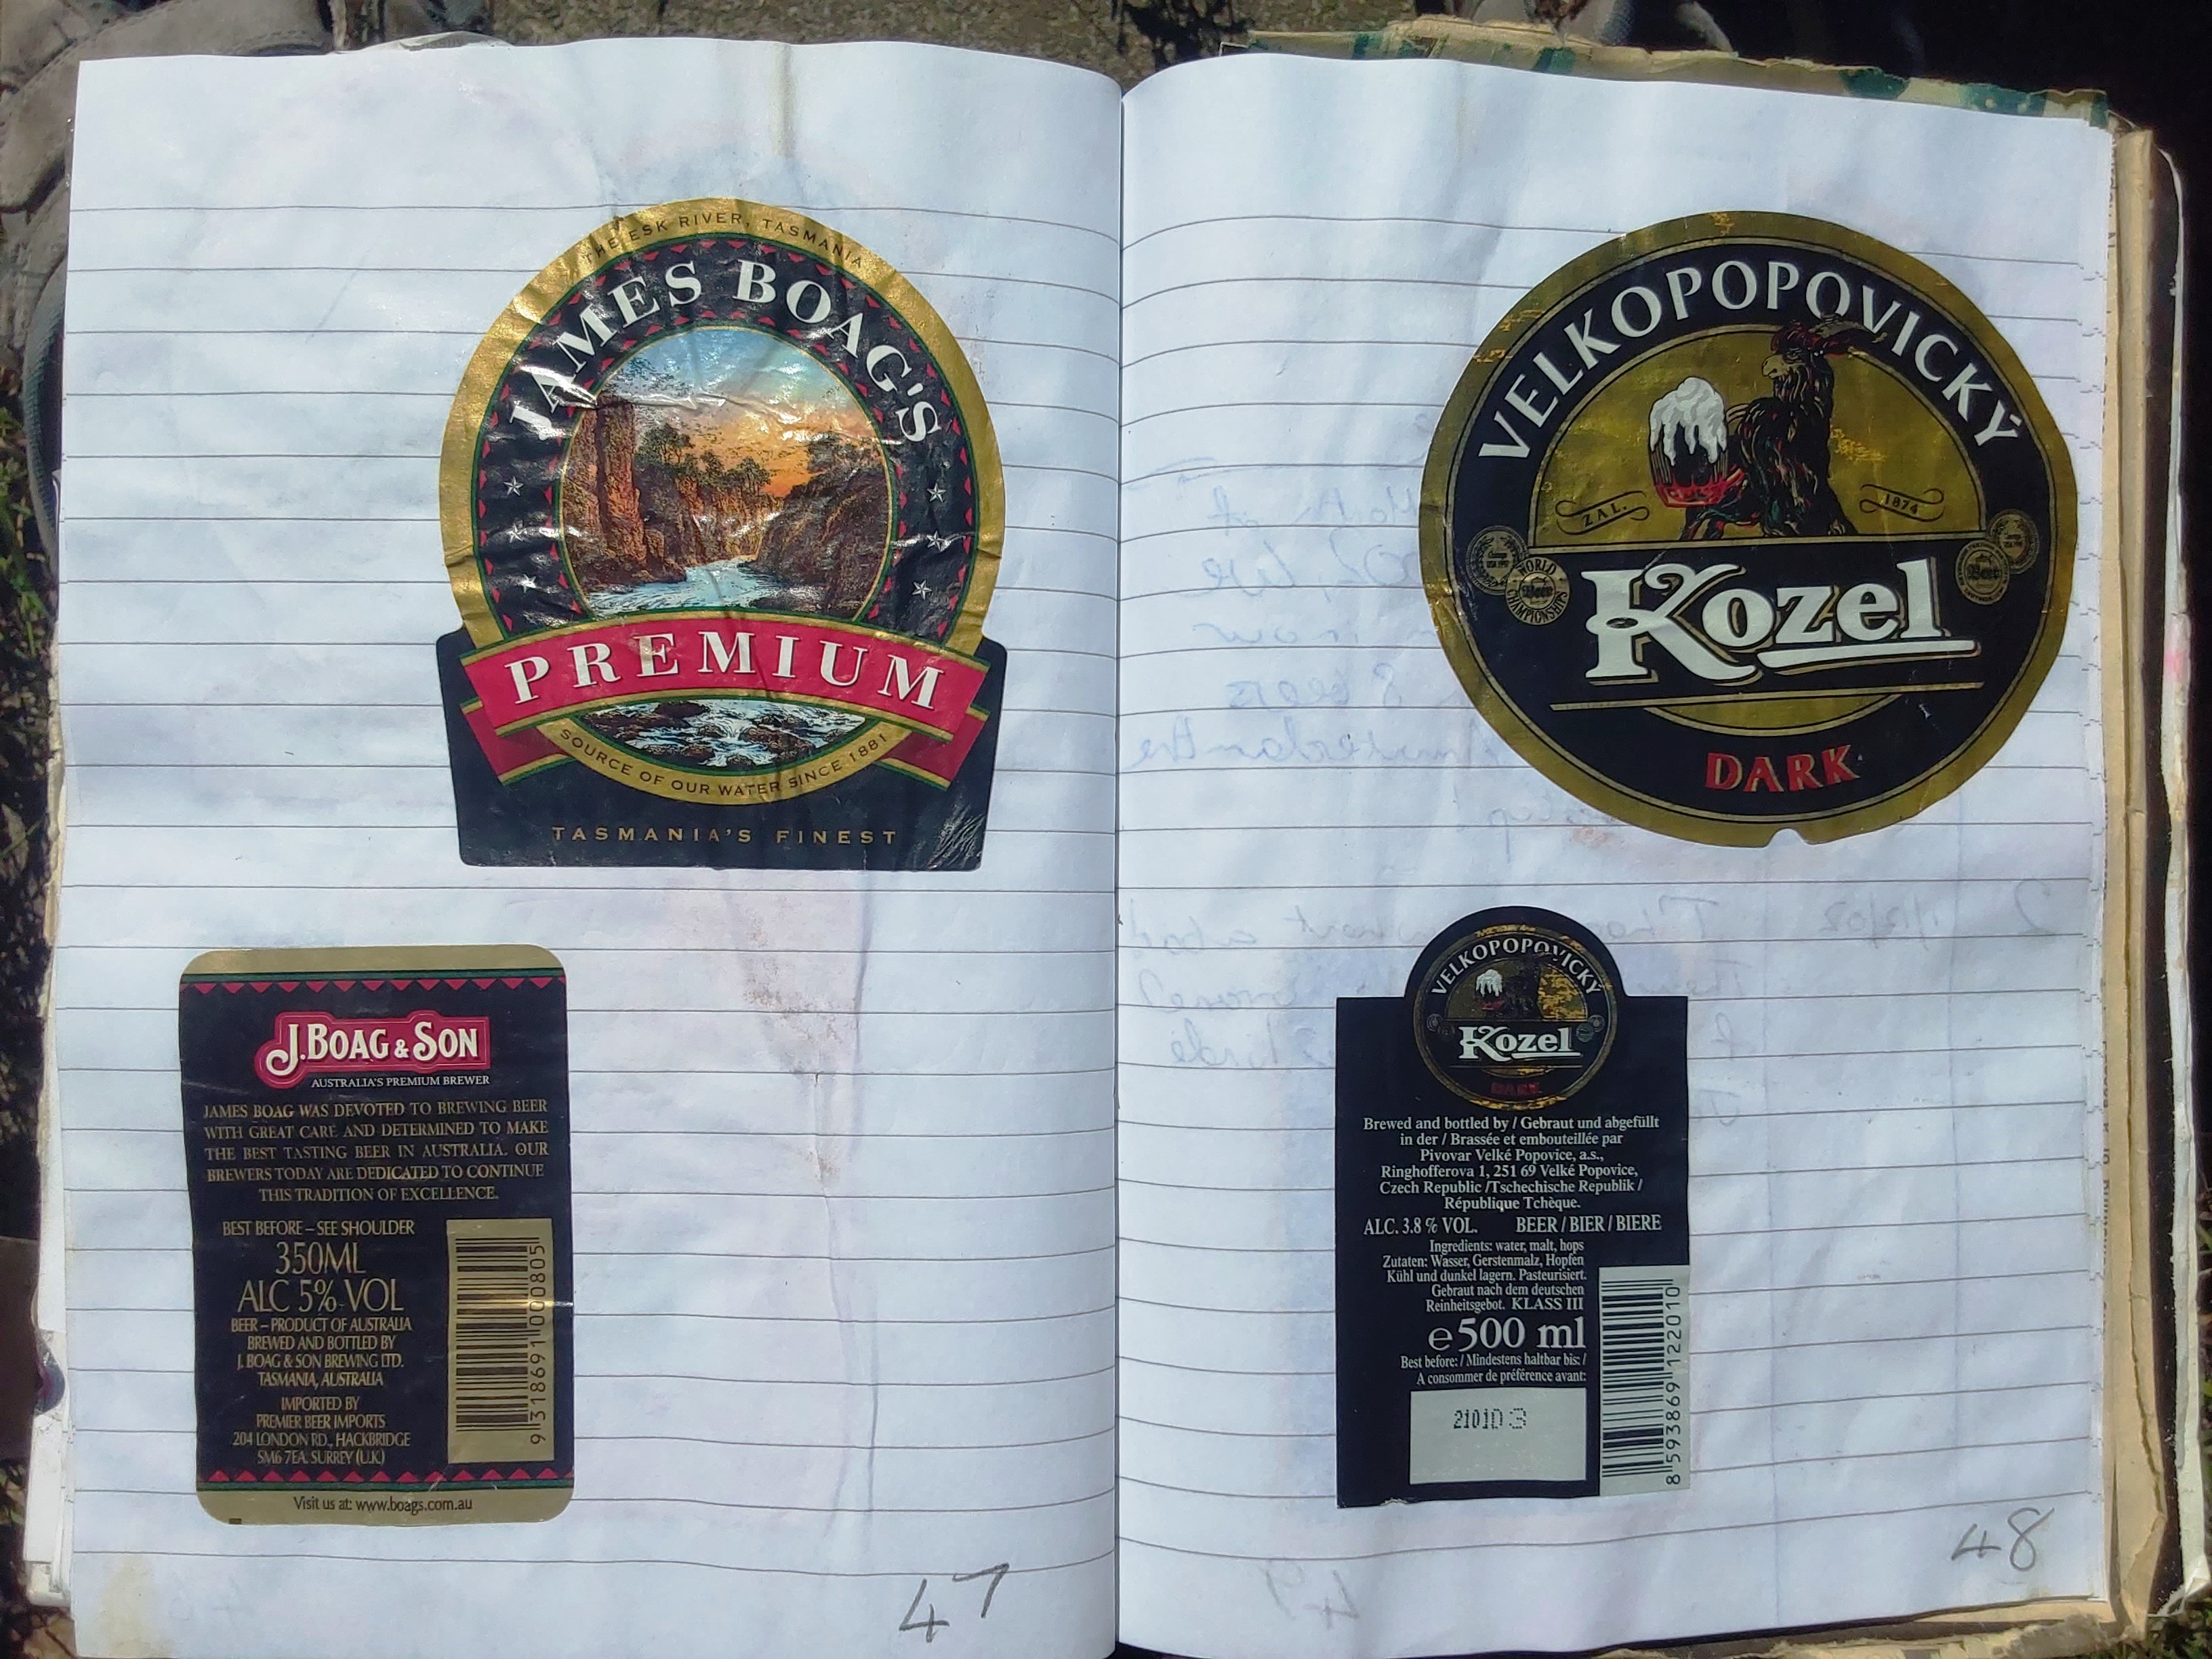 THE ESK RIVER, TASMANIA
JAMES BOAG'S
PREMIUM
SOURCE OF OUR WATER SINCE 1881
TASMANIA'S FINEST
J. BOAG & SON
AUSTRALIA'S PREMIUM BREWER
JAMES BOAG WAS DEVOTED TO BREWING BEER
WITH GREAT CARE AND DETERMINED TO MAKE
THE BEST TASTING BEER IN AUSTRALIA. OUR
BREWERS TODAY ARE DEDICATED TO CONTINUE
THIS TRADITION OF EXCELLENCE.
BEST BEFORE – SEE SHOULDER
350ML
ALC 5% VOL
BEER – PRODUCT OF AUSTRALIA
BREWED AND BOTTLED BY
J. BOAG & SON BREWING LTD.
TASMANIA, AUSTRALIA
IMPORTED BY
PREMIER BEER IMPORTS
204 LONDON RD., HACKBRIDGE
SM6 7EA. SURREY (U.K.)
9 318691 000805
Visit us at: www.boags.com.au
47
VELKOPOPOVICKÝ
ZAL. 1874
WORLD Beer CHAMPIONSHIPS
Kozel
DARK
VELKOPOPOVICKÝ
Kozel
DARK
Brewed and bottled by / Gebraut und abgefüllt
in der / Brassée et embouteillée par
Pivovar Velké Popovice, a.s.,
Ringhofferova 1, 251 69 Velké Popovice,
Czech Republic /Tschechische Republik /
République Tchèque.
ALC. 3.8 % VOL. BEER / BIER / BIERE
Ingredients: water, malt, hops
Zutaten: Wasser, Gerstenmalz, Hopfen
Kühl und dunkel lagern. Pasteurisiert.
Gebraut nach dem deutschen
Reinheitsgebot. KLASS III
e 500 ml
Best before: / Mindestens haltbar bis: /
A consommer de préférence avant:
210103
8 593869 122010
48